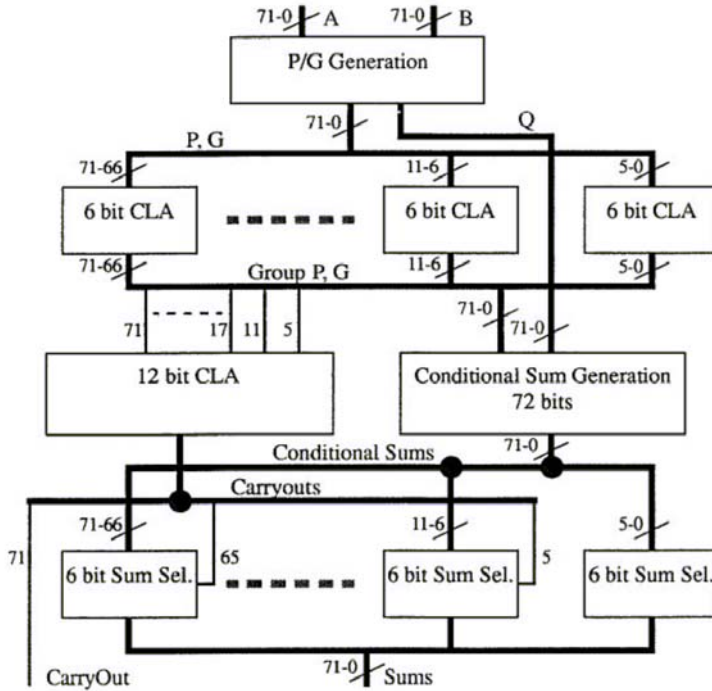 71-0 A 71-0 B
P/G Generation
71-0 Q
P, G
71-66 11-6 5-0
6 bit CLA 6 bit CLA 6 bit CLA
71-66 11-6 5-0
Group P, G
71 17 11 5 71-0 71-0
12 bit CLA
Conditional Sum Generation
72 bits
71-0
Conditional Sums
Carryouts
71 71-66 65 11-6 5 5-0
6 bit Sum Sel. 6 bit Sum Sel. 6 bit Sum Sel.
CarryOut 71-0 Sums